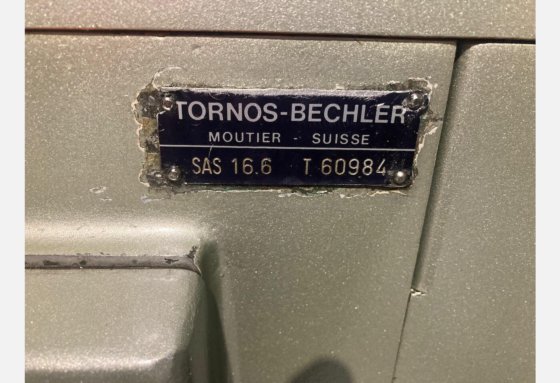 TORNOS-BECHLER
MOUTIER - SUISSE
SAS 16.6 T 60984